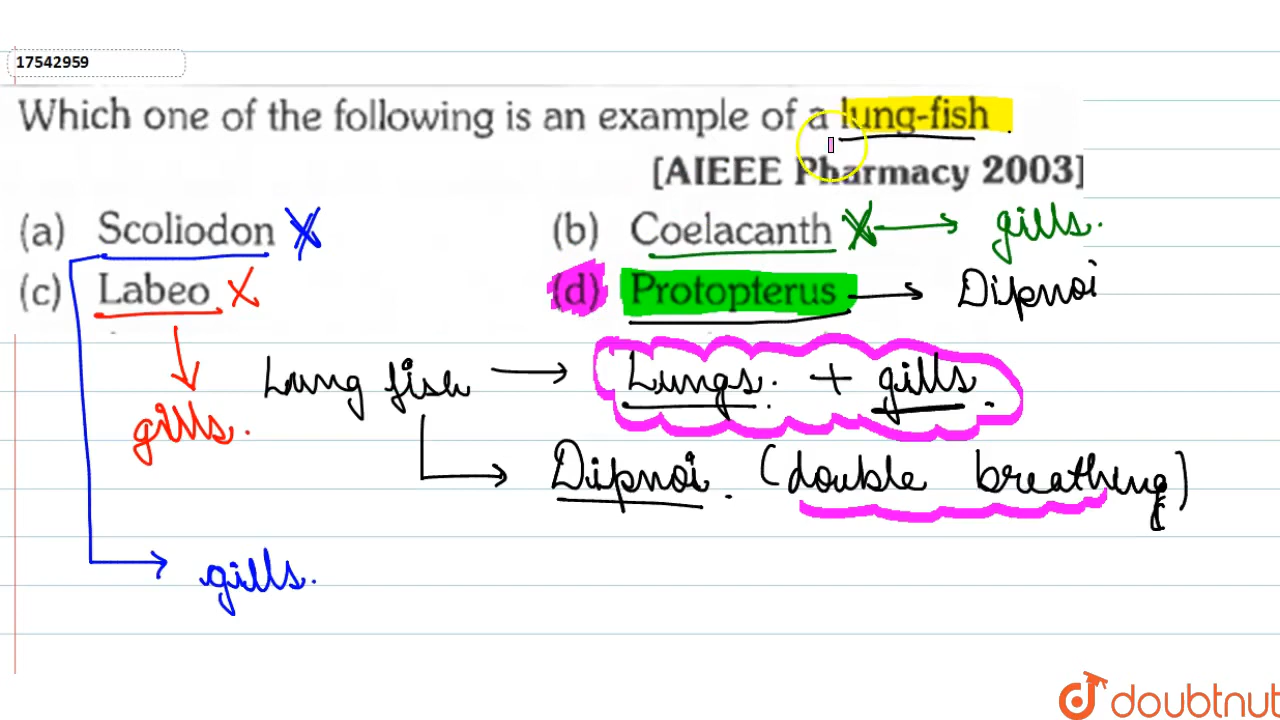 17542959
Which one of the following is an example of a lung-fish
[AIEEE Pharmacy 2003]
(a) Scoliodon X (b) Coelacanth X → gills.
(c) Labeo X (d) Protopterus → Dipnoi
Lung fish → Lungs. + gills.
gills.
Dipnoi. (double breathing)
gills.
doubtnut